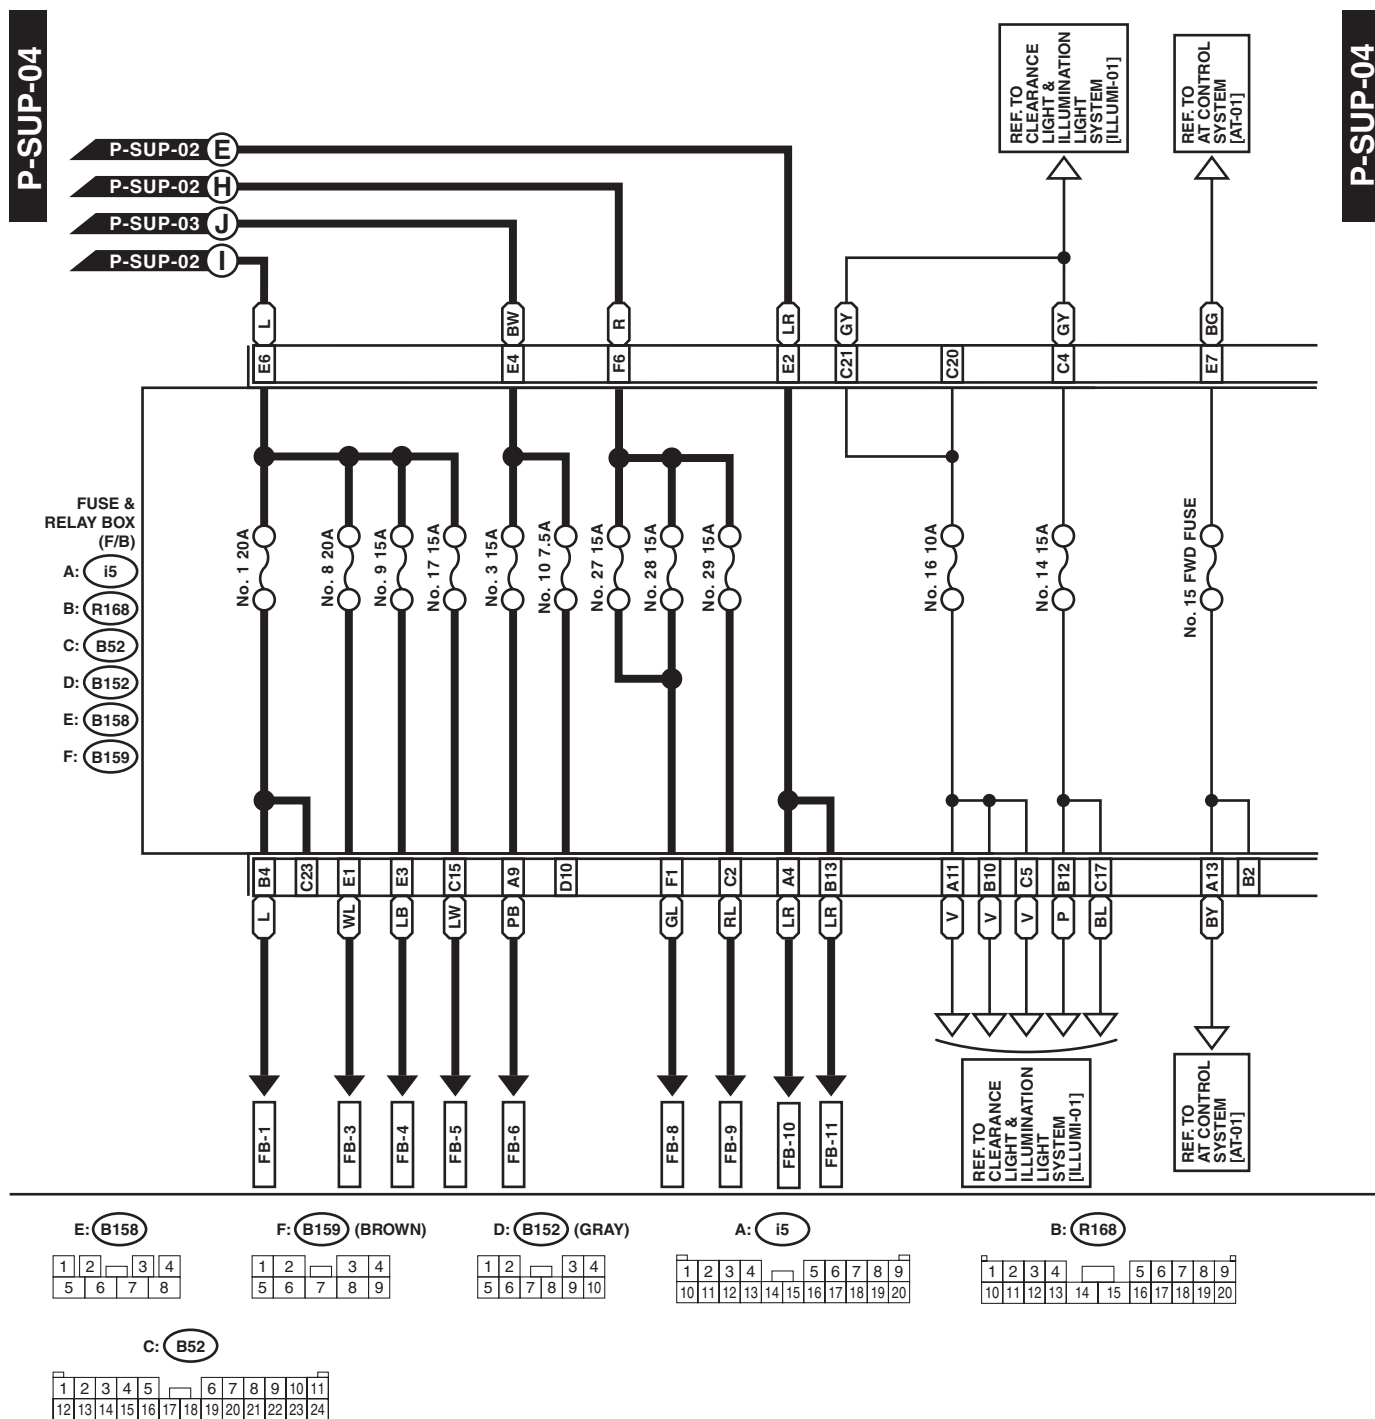 P-SUP-04
P-SUP-04
REF. TO
CLEARANCE
LIGHT &
ILLUMINATION
LIGHT
SYSTEM
[ILLUMI-01]
REF. TO
AT CONTROL
SYSTEM
[AT-01]
P-SUP-02 E
P-SUP-02 H
P-SUP-03 J
P-SUP-02 I
L BW R LR GY GY BG
E6 E4 F6 E2 C21 C20 C4 E7
FUSE &
RELAY BOX
(F/B)
A: i5
B: R168
C: B52
D: B152
E: B158
F: B159
No. 1 20A
No. 8 20A
No. 9 15A
No. 17 15A
No. 3 15A
No. 10 7.5A
No. 27 15A
No. 28 15A
No. 29 15A
No. 16 10A
No. 14 15A
No. 15 FWD FUSE
B4 C23 E1 E3 C15 A9 D10 F1 C2 A4 B13 A11 B10 C5 B12 C17 A13 B2
L WL LB LW PB GL RL LR LR V V V P BL BY
FB-1 FB-3 FB-4 FB-5 FB-6 FB-8 FB-9 FB-10 FB-11
REF. TO
CLEARANCE
LIGHT &
ILLUMINATION
LIGHT
SYSTEM
[ILLUMI-01]
REF. TO
AT CONTROL
SYSTEM
[AT-01]
E: B158
1 2 3 4
5 6 7 8
F: B159 (BROWN)
1 2 3 4
5 6 7 8 9
D: B152 (GRAY)
1 2 3 4
5 6 7 8 9 10
A: i5
1 2 3 4 5 6 7 8 9
10 11 12 13 14 15 16 17 18 19 20
B: R168
1 2 3 4 5 6 7 8 9
10 11 12 13 14 15 16 17 18 19 20
C: B52
1 2 3 4 5 6 7 8 9 10 11
12 13 14 15 16 17 18 19 20 21 22 23 24